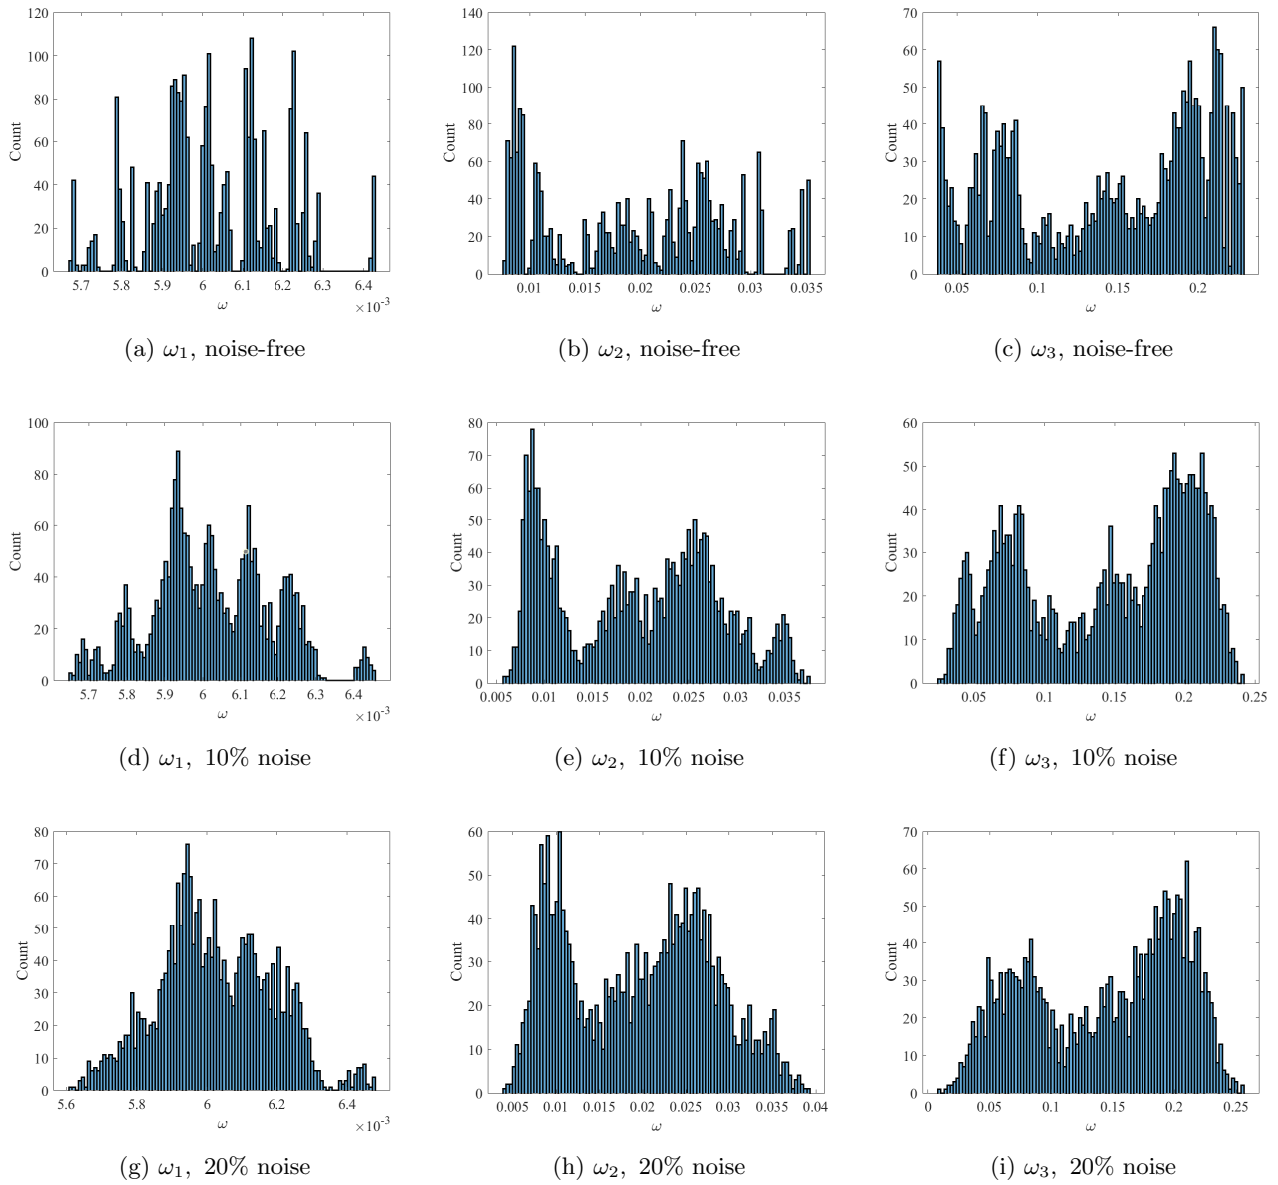 120
100
80
60
40
20
0
Count
5.7 5.8 5.9 6 6.1 6.2 6.3 6.4
ω
×10⁻³
(a) ω₁, noise-free
140
120
100
80
60
40
20
0
Count
0.01 0.015 0.02 0.025 0.03 0.035
ω
(b) ω₂, noise-free
70
60
50
40
30
20
10
0
Count
0.05 0.1 0.15 0.2
ω
(c) ω₃, noise-free
100
80
60
40
20
0
Count
5.7 5.8 5.9 6 6.1 6.2 6.3 6.4
ω
×10⁻³
(d) ω₁, 10% noise
80
70
60
50
40
30
20
10
0
Count
0.005 0.01 0.015 0.02 0.025 0.03 0.035
ω
(e) ω₂, 10% noise
60
50
40
30
20
10
0
Count
0.05 0.1 0.15 0.2 0.25
ω
(f) ω₃, 10% noise
80
70
60
50
40
30
20
10
0
Count
5.6 5.8 6 6.2 6.4
ω
×10⁻³
(g) ω₁, 20% noise
60
50
40
30
20
10
0
Count
0.005 0.01 0.015 0.02 0.025 0.03 0.035 0.04
ω
(h) ω₂, 20% noise
70
60
50
40
30
20
10
0
Count
0 0.05 0.1 0.15 0.2 0.25
ω
(i) ω₃, 20% noise